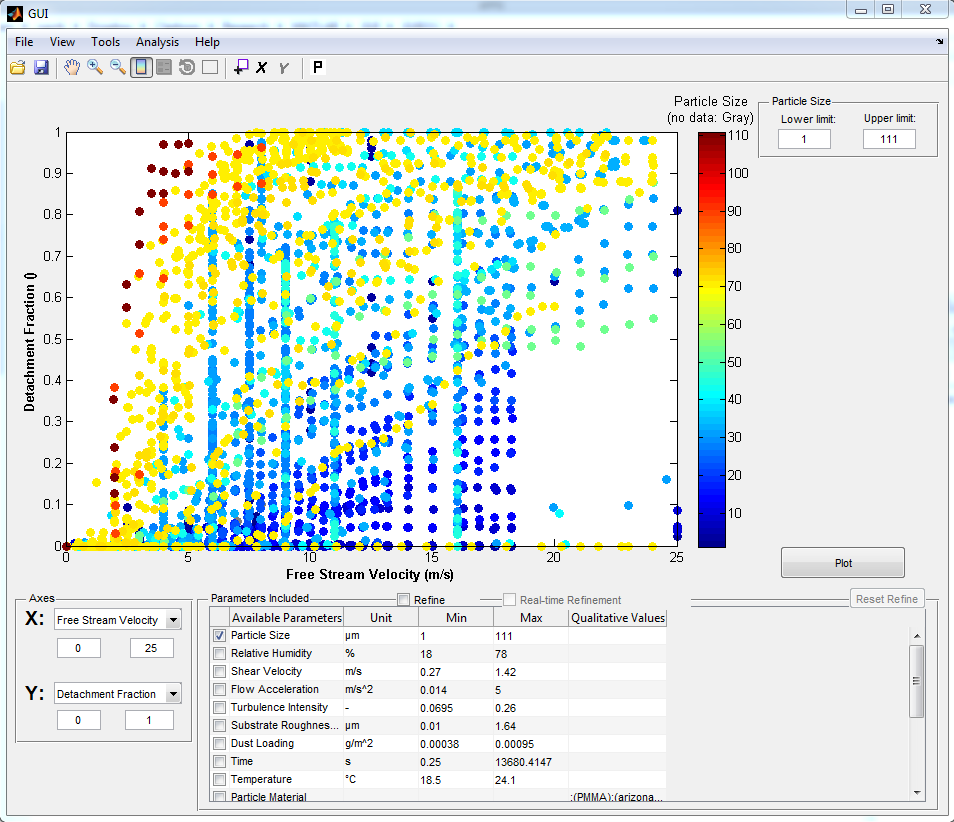 GUI
File View Tools Analysis Help
X Y P
Particle Size
(no data: Gray)
Particle Size
Lower limit: Upper limit:
1 111
1
0.9
0.8
0.7
0.6
0.5
0.4
0.3
0.2
0.1
0
Detachment Fraction ()
0 5 10 15 20 25
Free Stream Velocity (m/s)
110
100
90
80
70
60
50
40
30
20
10
Plot
Axes
X: Free Stream Velocity
0 25
Y: Detachment Fraction
0 1
Parameters Included Refine Real-time Refinement Reset Refine
Available Parameters Unit Min Max Qualitative Values
Particle Size µm 1 111
Relative Humidity % 18 78
Shear Velocity m/s 0.27 1.42
Flow Acceleration m/s^2 0.014 5
Turbulence Intensity - 0.0695 0.26
Substrate Roughnes... µm 0.01 1.64
Dust Loading g/m^2 0.00038 0.00095
Time s 0.25 13680.4147
Temperature °C 18.5 24.1
Particle Material ;(PMMA);(arizona...